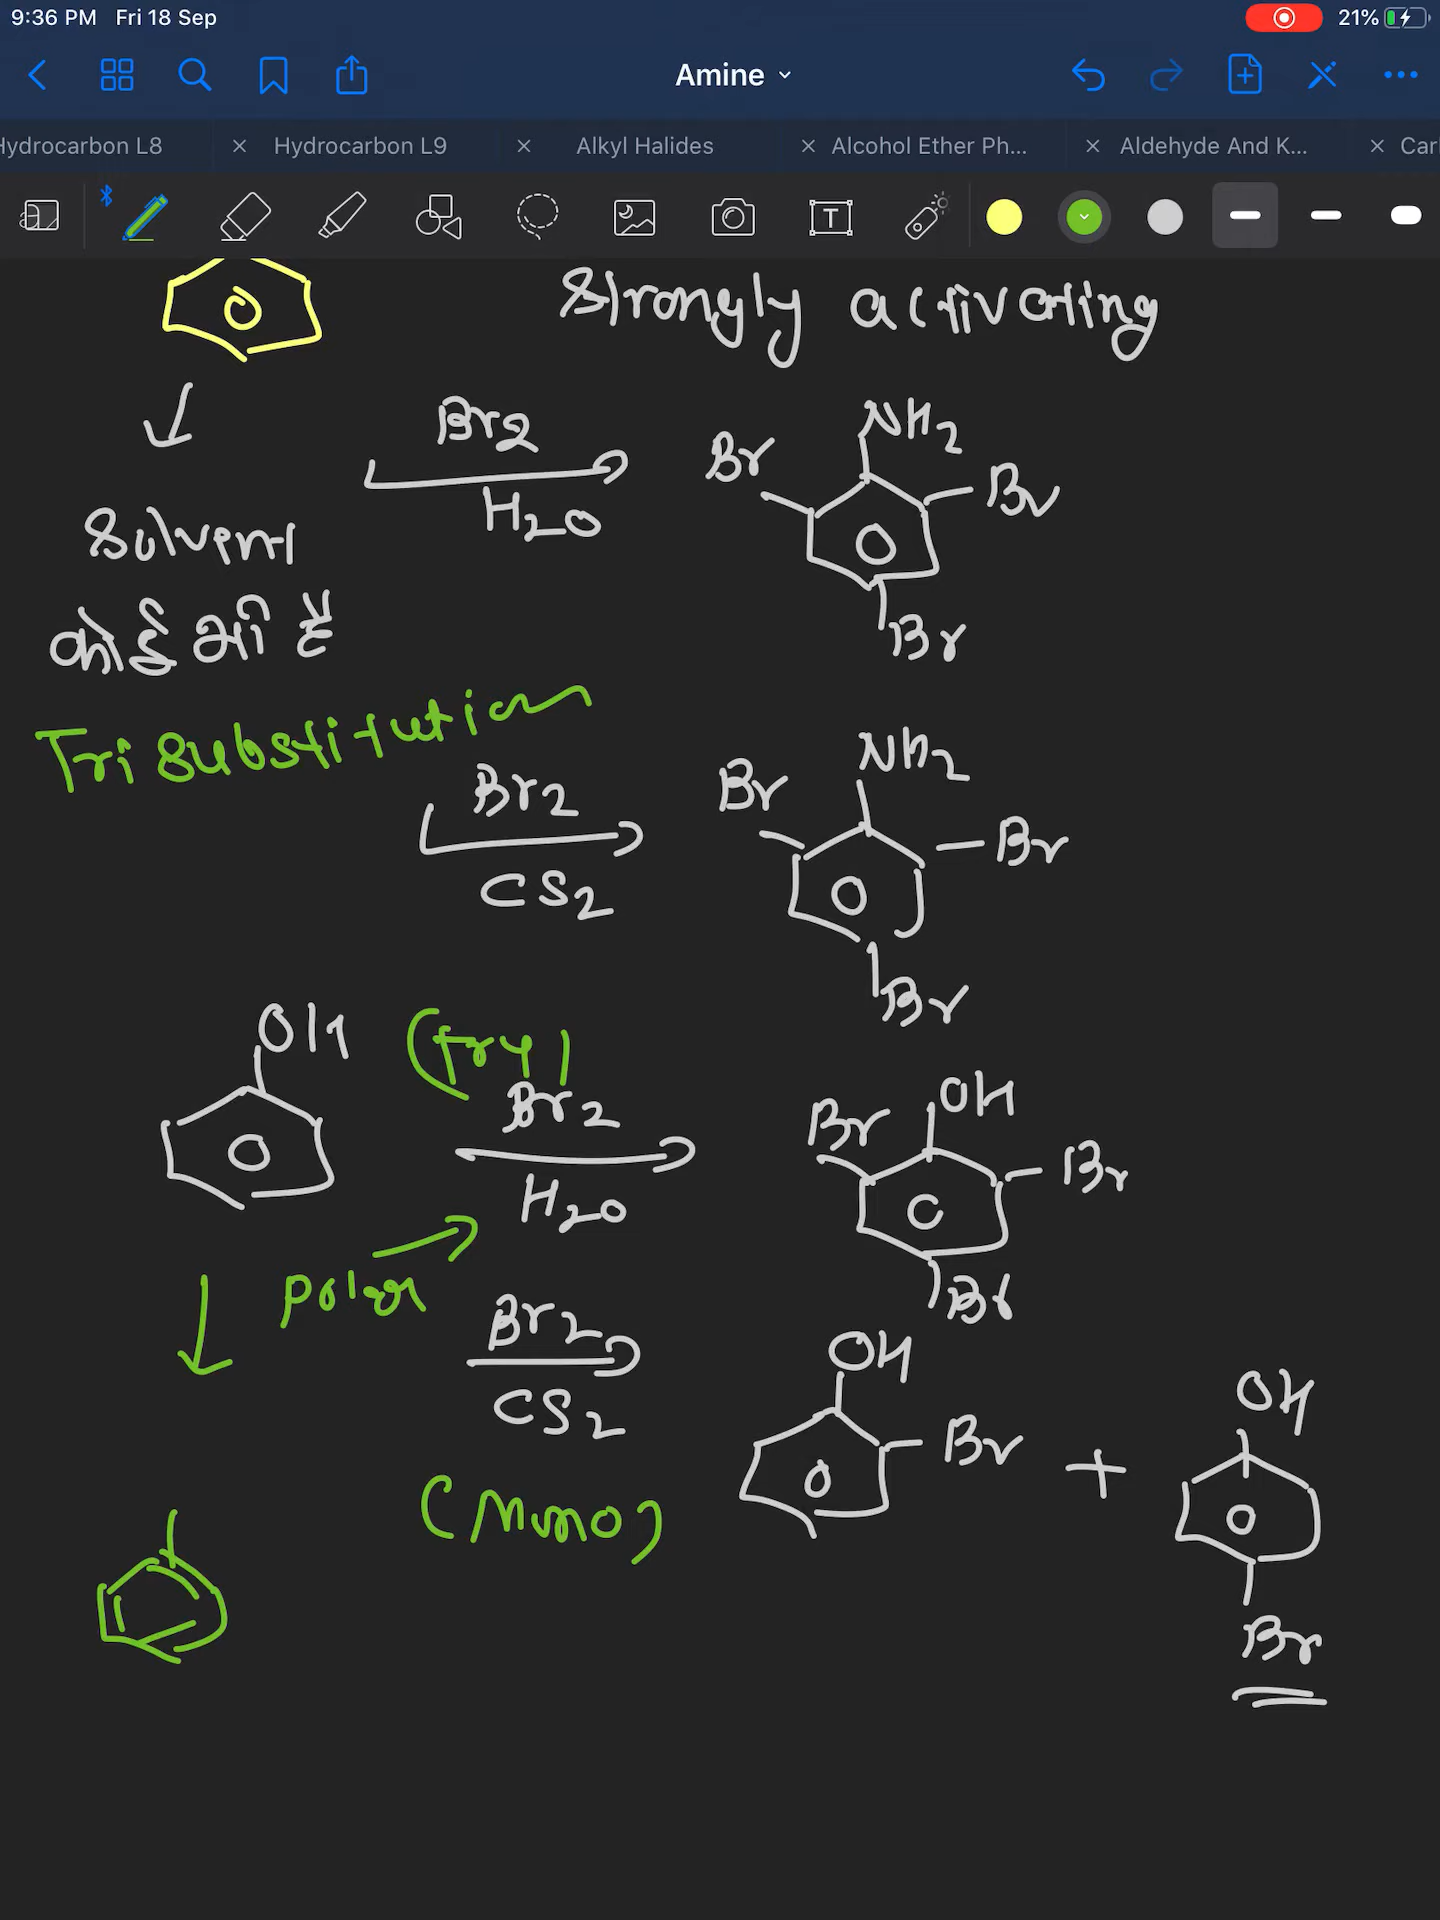 9:36 PM Fri 18 Sep 21%
Amine
Hydrocarbon L8 × Hydrocarbon L9 × Alkyl Halides × Alcohol Ether Ph... × Aldehyde And K... × Car
T
Strongly activating
Br2
H2O
NH2
Br
Br
Br
Solvent
कोई भी हैं
Tri substitution
Br2
CS2
NH2
Br
Br
Br
OH
(try)
Br2
H2O
OH
Br
Br
Br
Polar
Br2
CS2
(Mono)
OH
Br
+
OH
Br